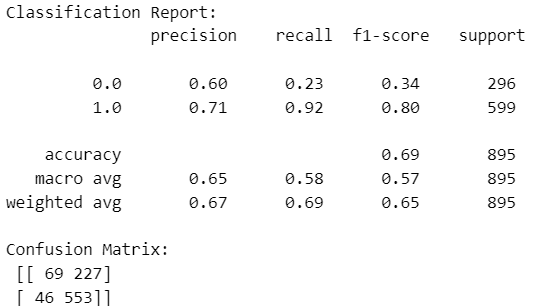 Classification Report:
precision recall f1-score support
0.0 0.60 0.23 0.34 296
1.0 0.71 0.92 0.80 599
accuracy 0.69 895
macro avg 0.65 0.58 0.57 895
weighted avg 0.67 0.69 0.65 895
Confusion Matrix:
[[ 69 227]
[ 46 553]]